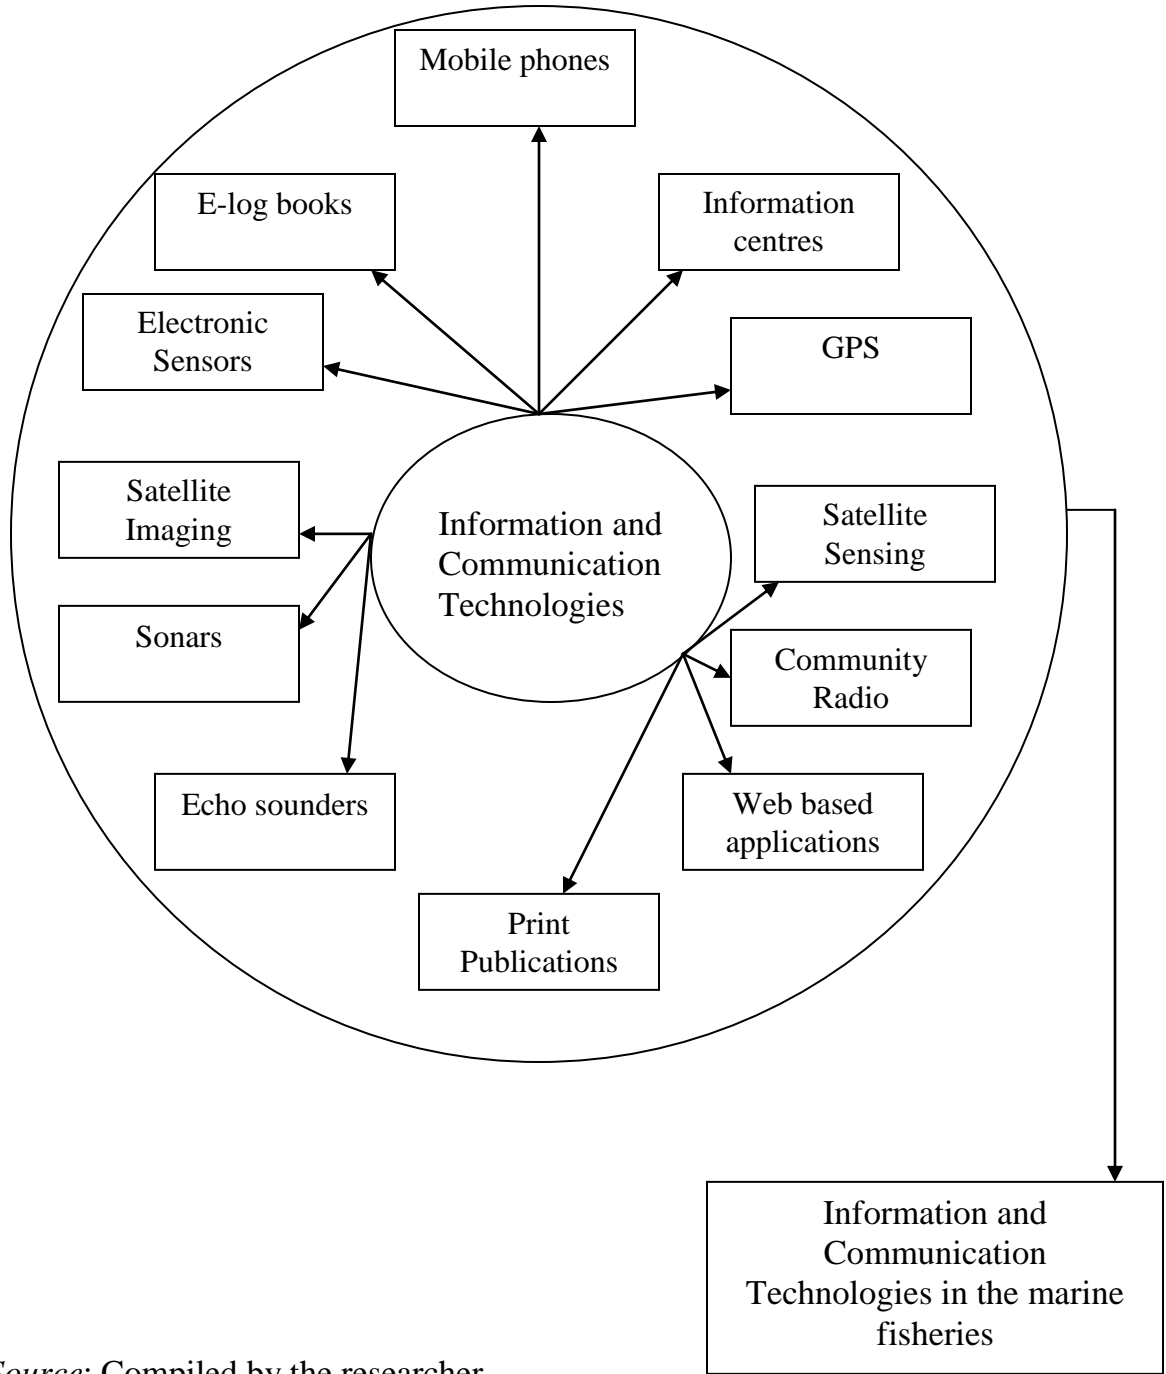 Mobile phones
E-log books
Information
centres
Electronic
Sensors
GPS
Satellite
Imaging
Information and
Communication
Technologies
Satellite
Sensing
Sonars
Community
Radio
Echo sounders
Web based
applications
Print
Publications
Information and
Communication
Technologies in the marine
fisheries
Source: Compiled by the researcher